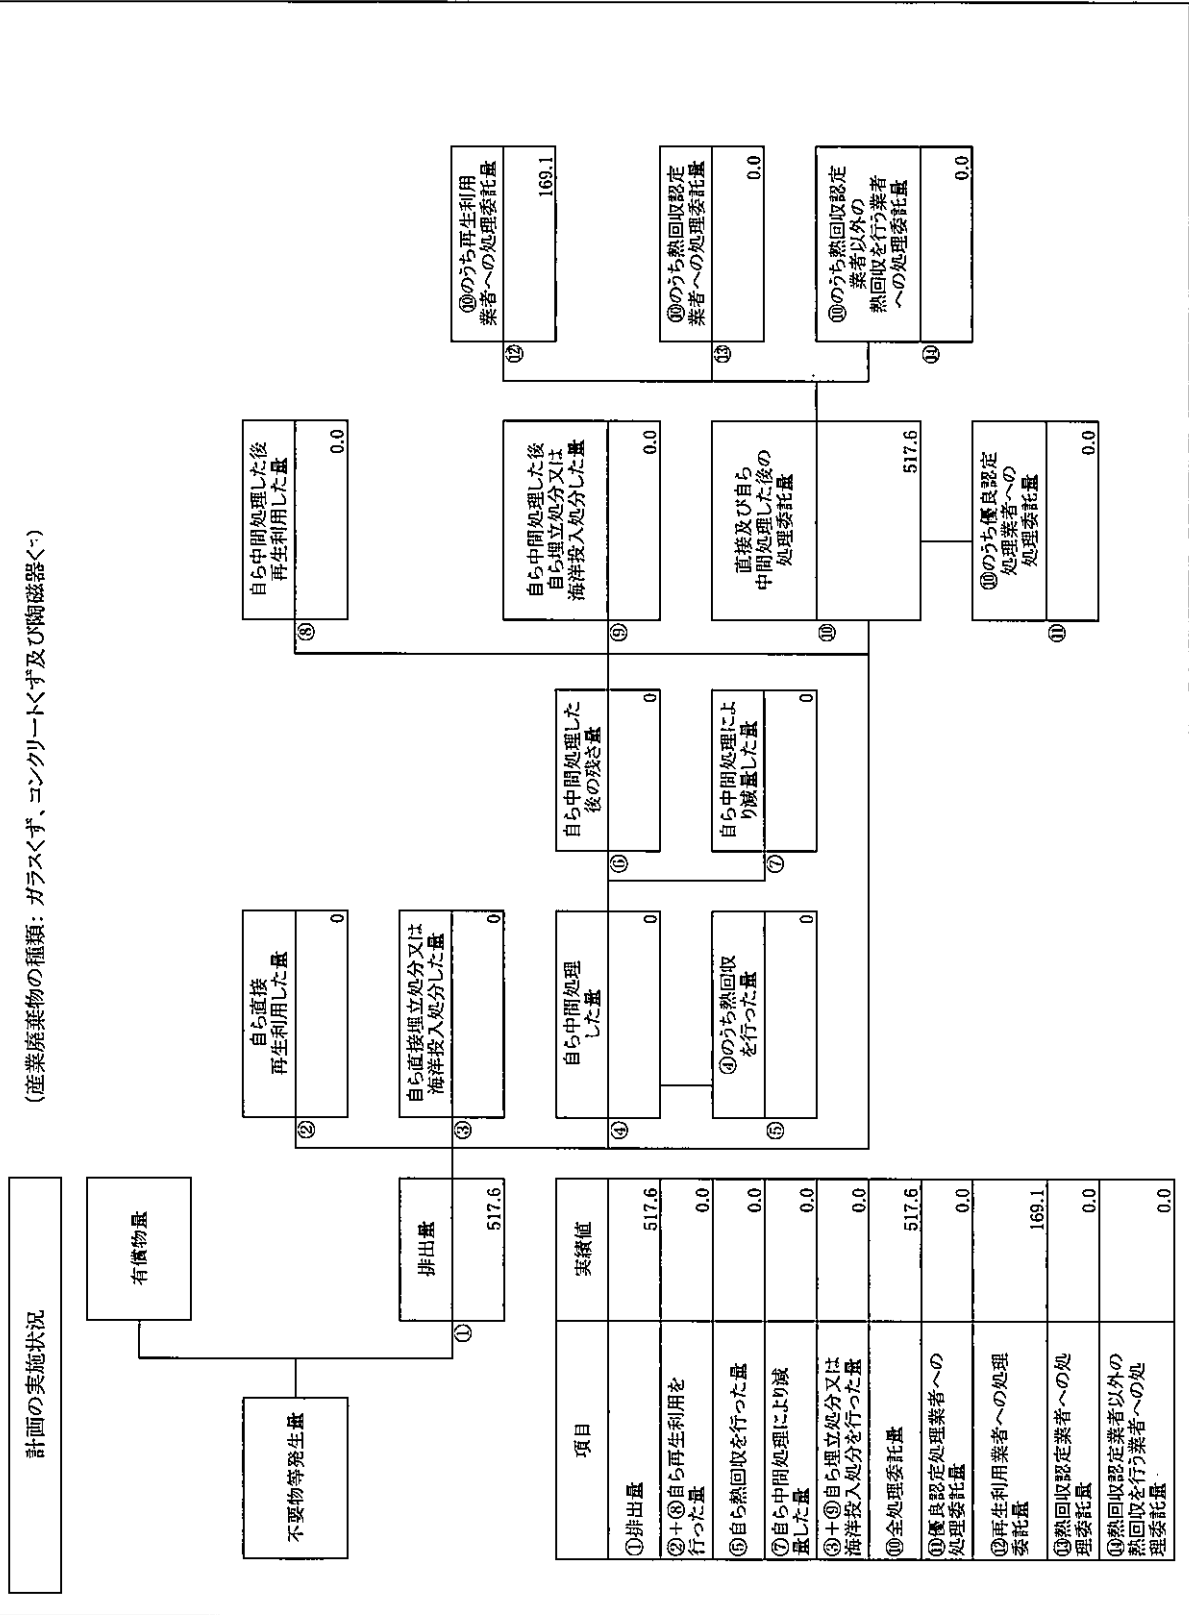 計画の実施状況
(産業廃棄物の種類: ガラスくず、コンクリートくず及び陶磁器くず)
不要物等発生量
有償物量
①
排出量
517.6
②
自ら直接
再生利用した量
0
③
自ら直接埋立処分又は
海洋投入処分した量
0
④
自ら中間処理
した量
0
⑤
④のうち熱回収
を行った量
0
⑥
自ら中間処理した
後の残さ量
0
⑦
自ら中間処理によ
り減量した量
0
⑧
自ら中間処理した後
再生利用した量
0.0
⑨
自ら中間処理した後
自ら埋立処分又は
海洋投入処分した量
0.0
⑩
直接及び自ら
中間処理した後の
処理委託量
517.6
⑪
⑩のうち優良認定
処理業者への
処理委託量
0.0
⑫
⑩のうち再生利用
業者への処理委託量
169.1
⑬
⑩のうち熱回収認定
業者への処理委託量
0.0
⑭
⑩のうち熱回収認定
業者以外の
熱回収を行う業者
への処理委託量
0.0
項目 実績値
①排出量 517.6
②+⑧自ら再生利用を
行った量 0.0
⑤自ら熱回収を行った量 0.0
⑦自ら中間処理により減
量した量 0.0
③+⑨自ら埋立処分又は
海洋投入処分を行った量 0.0
⑩全処理委託量 517.6
⑪優良認定処理業者への
処理委託量 0.0
⑫再生利用業者への処理
委託量 169.1
⑬熱回収認定業者への処
理委託量 0.0
⑭熱回収認定業者以外の
熱回収を行う業者への処
理委託量 0.0